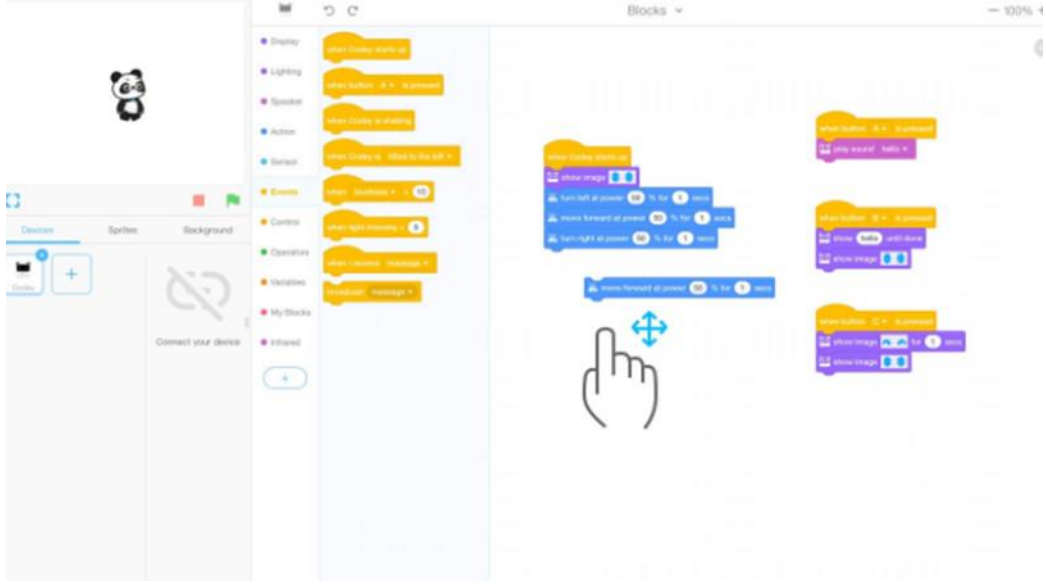 Blocks
100%
Display
Lighting
Speaker
Action
Sensor
Events
Control
Operators
Variables
My Blocks
Infrared
when Codey starts up
when button A is pressed
when Codey is shaking
when Codey is tilted to the left
when loudness > 10
when light intensity < 5
when I receive message
broadcast message
Devices
Sprites
Background
Codey
Connect your device
when Codey starts up
show image
turn left at power 50 % for 1 secs
move forward at power 50 % for 1 secs
turn right at power 50 % for 1 secs
move forward at power 50 % for 1 secs
when button A is pressed
play sound hello
when button B is pressed
show hello until done
show image
when button C is pressed
show image for 1 secs
show image